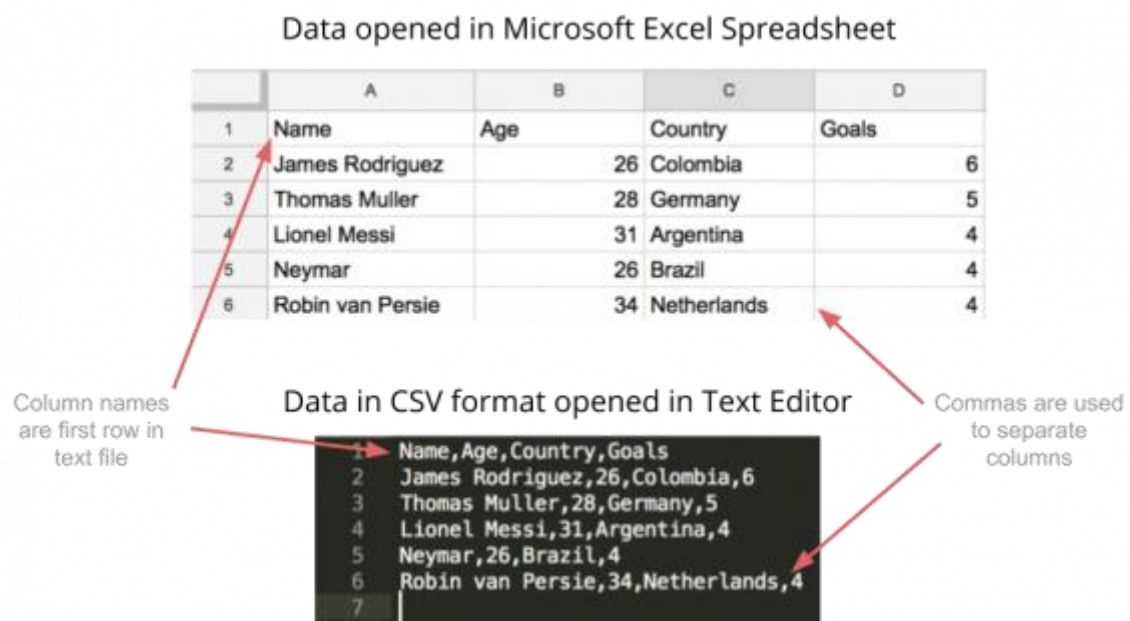 Data opened in Microsoft Excel Spreadsheet
A B C D
1 Name Age Country Goals
2 James Rodriguez 26 Colombia 6
3 Thomas Muller 28 Germany 5
4 Lionel Messi 31 Argentina 4
5 Neymar 26 Brazil 4
6 Robin van Persie 34 Netherlands 4
Column names
are first row in
text file
Data in CSV format opened in Text Editor
Commas are used
to separate
columns
1 Name,Age,Country,Goals
2 James Rodriguez,26,Colombia,6
3 Thomas Muller,28,Germany,5
4 Lionel Messi,31,Argentina,4
5 Neymar,26,Brazil,4
6 Robin van Persie,34,Netherlands,4
7